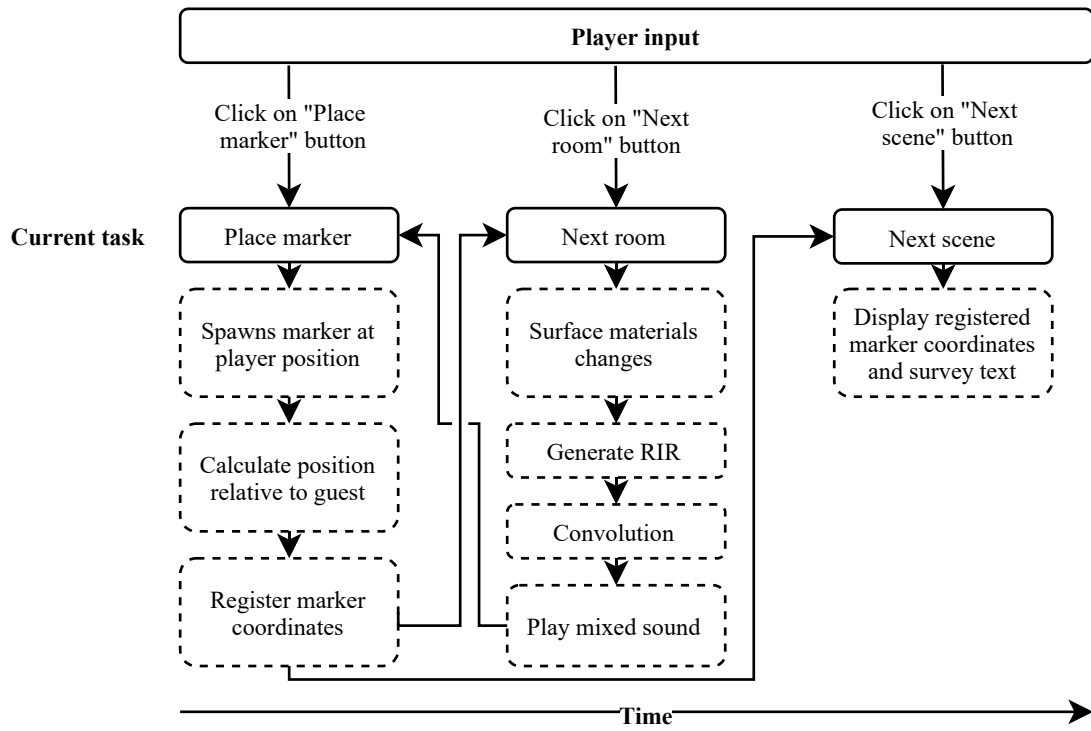 Player input
Click on "Place
marker" button
Click on "Next
room" button
Click on "Next
scene" button
Current task
Place marker
Next room
Next scene
Spawns marker at
player position
Surface materials
changes
Display registered
marker coordinates
and survey text
Calculate position
relative to guest
Generate RIR
Convolution
Register marker
coordinates
Play mixed sound
Time